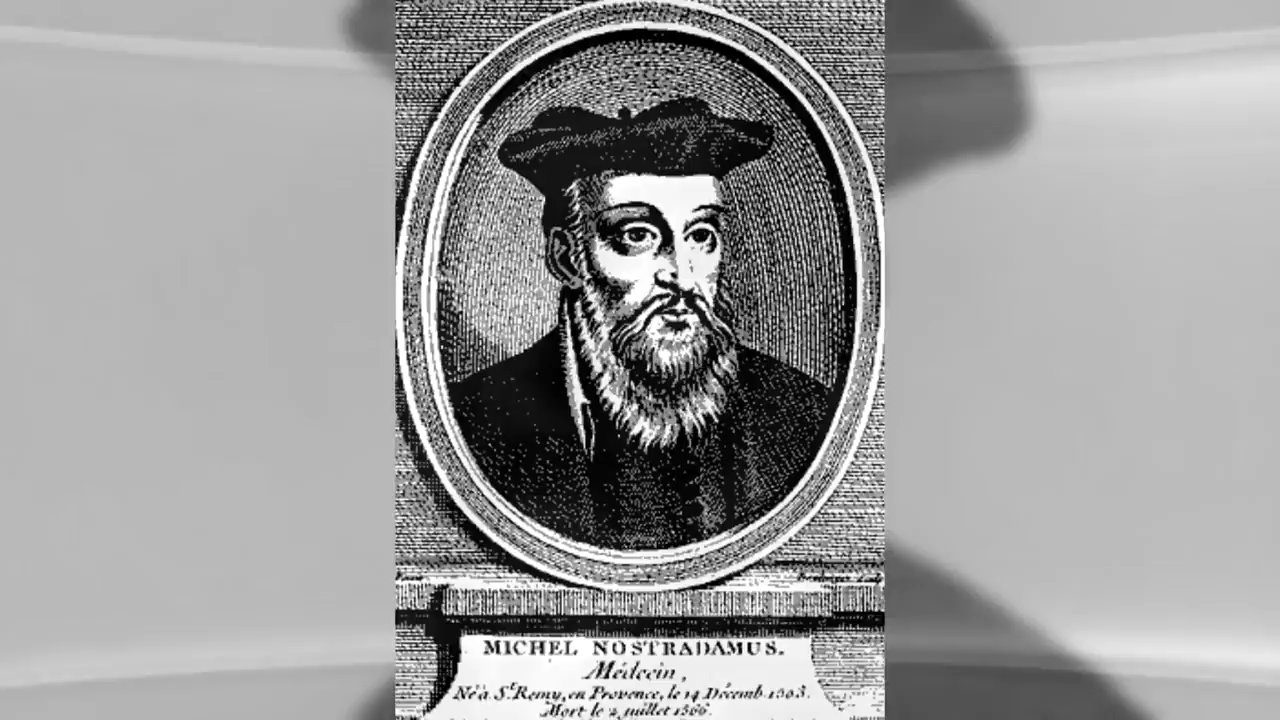 MICHEL NOSTRADAMUS.
Médecin,
Né à S.t Remy, en Provence, le 14 Décemb. 1503.
Mort le 2 juillet 1566.